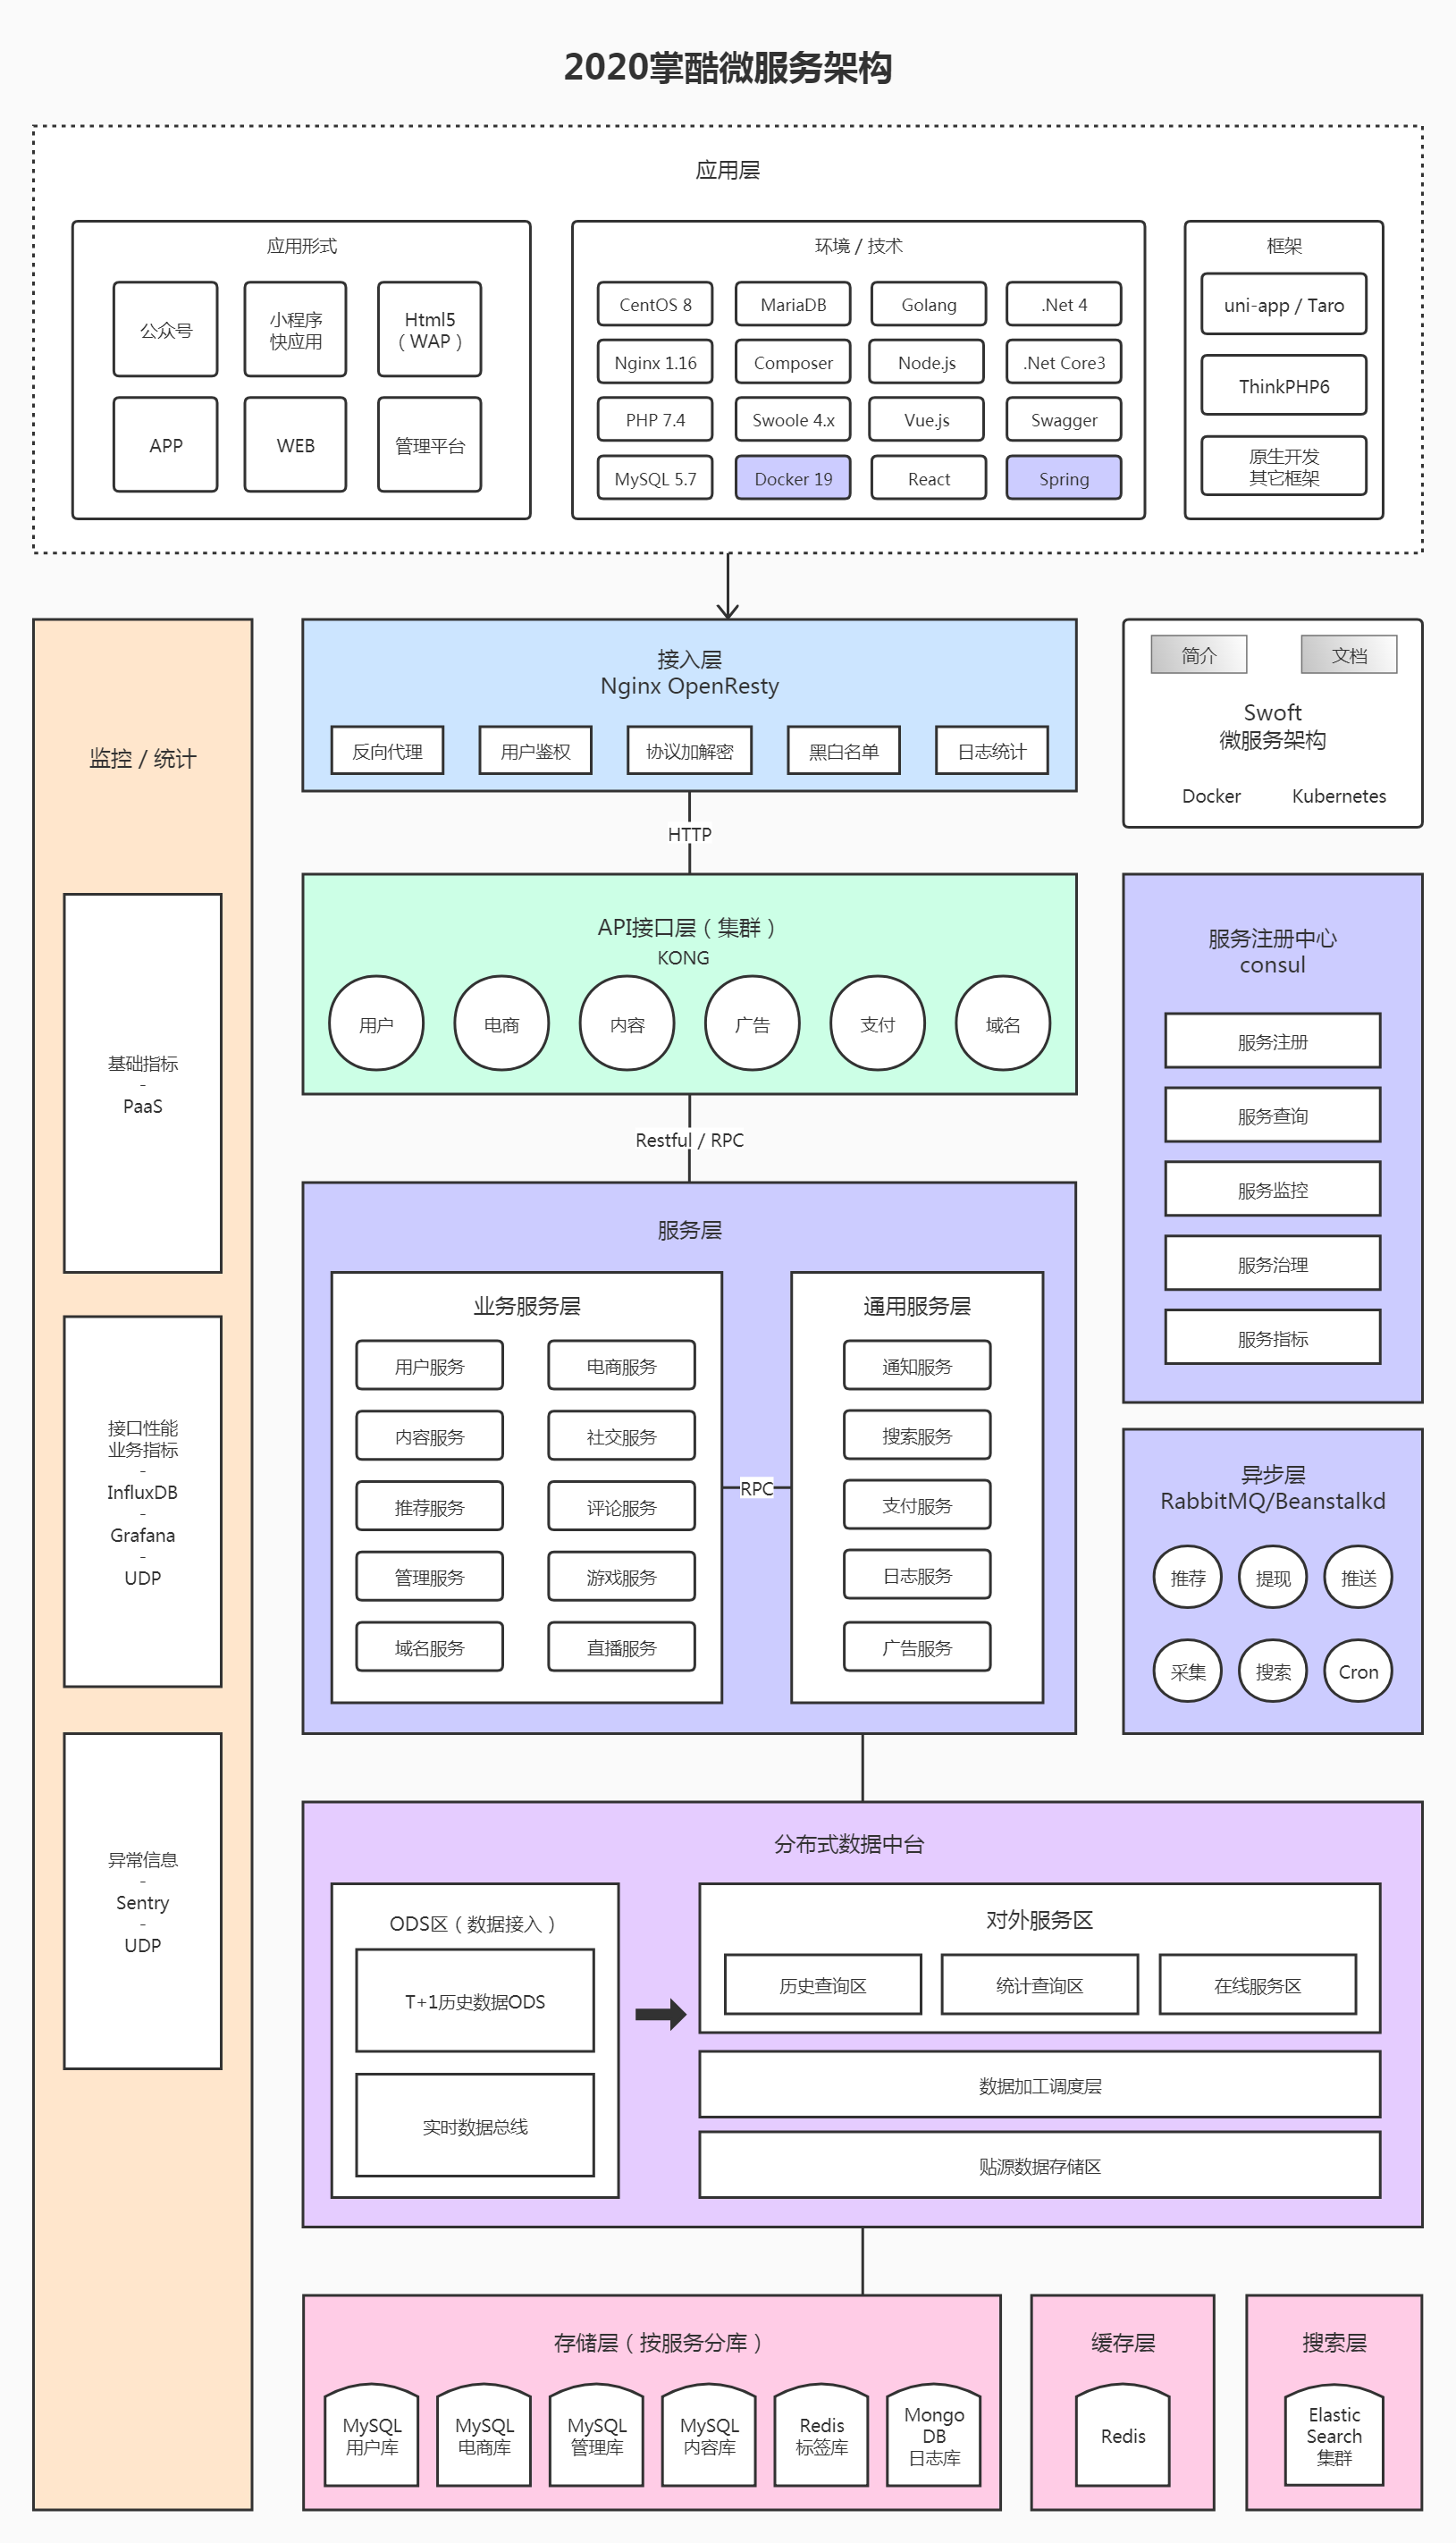 2020掌酷微服务架构
应用层
应用形式
公众号
小程序
快应用
Html5
（WAP）
APP
WEB
管理平台
环境 / 技术
CentOS 8
MariaDB
Golang
.Net 4
Nginx 1.16
Composer
Node.js
.Net Core3
PHP 7.4
Swoole 4.x
Vue.js
Swagger
MySQL 5.7
Docker 19
React
Spring
框架
uni-app / Taro
ThinkPHP6
原生开发
其它框架
监控 / 统计
基础指标
-
PaaS
接口性能
业务指标
-
InfluxDB
-
Grafana
-
UDP
异常信息
-
Sentry
-
UDP
接入层
Nginx OpenResty
反向代理
用户鉴权
协议加解密
黑白名单
日志统计
简介
文档
Swoft
微服务架构
Docker
Kubernetes
HTTP
API接口层（集群）
KONG
用户
电商
内容
广告
支付
域名
Restful / RPC
服务注册中心
consul
服务注册
服务查询
服务监控
服务治理
服务指标
服务层
业务服务层
用户服务
电商服务
内容服务
社交服务
推荐服务
评论服务
管理服务
游戏服务
域名服务
直播服务
RPC
通用服务层
通知服务
搜索服务
支付服务
日志服务
广告服务
异步层
RabbitMQ/Beanstalkd
推荐
提现
推送
采集
搜索
Cron
分布式数据中台
ODS区（数据接入）
T+1历史数据ODS
实时数据总线
对外服务区
历史查询区
统计查询区
在线服务区
数据加工调度层
贴源数据存储区
存储层（按服务分库）
MySQL
用户库
MySQL
电商库
MySQL
管理库
MySQL
内容库
Redis
标签库
Mongo
DB
日志库
缓存层
Redis
搜索层
Elastic
Search
集群